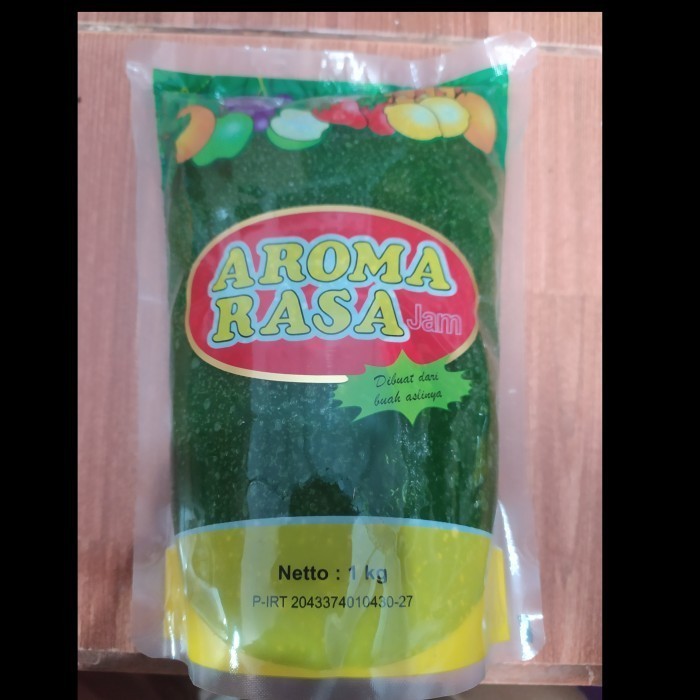 AROMA
RASA Jam
Dibuat dari
buah aslinya
Netto : 1 kg
P-IRT 2043374010430-27